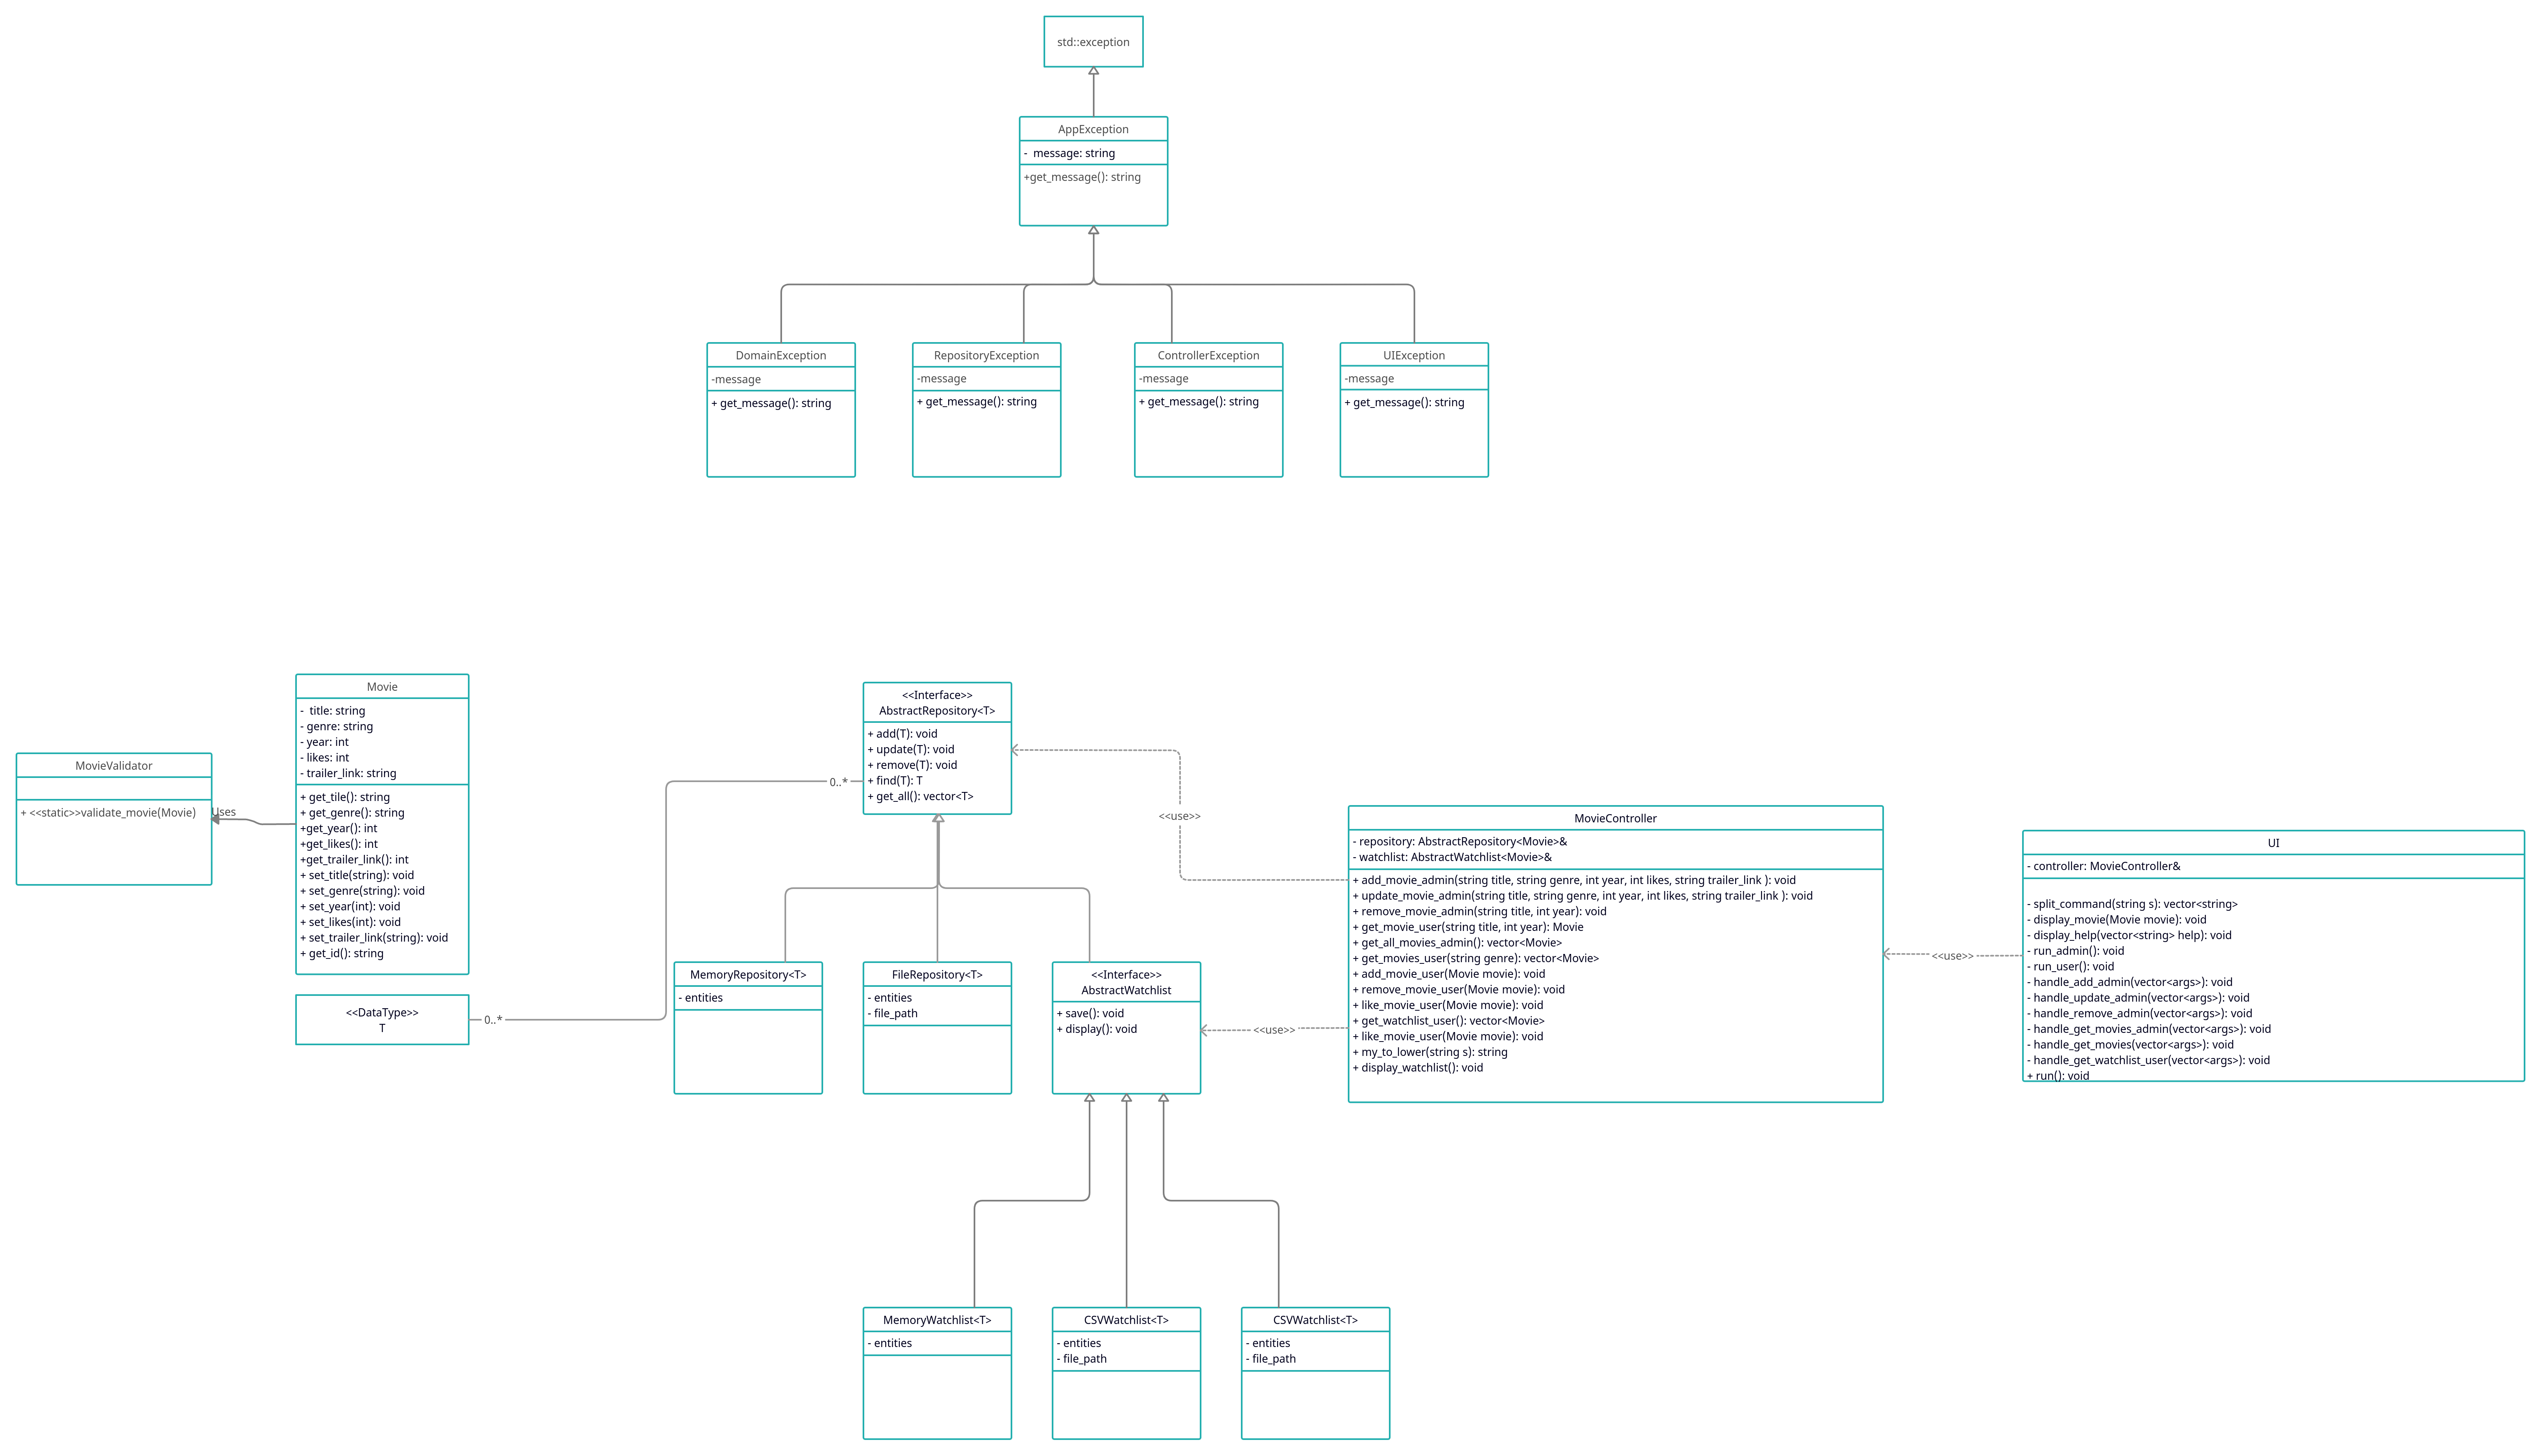 std::exception
AppException
-  message: string
+get_message(): string
DomainException
-message
+ get_message(): string
RepositoryException
-message
+ get_message(): string
ControllerException
-message
+ get_message(): string
UIException
-message
+ get_message(): string
MovieValidator
+ <<static>>validate_movie(Movie)
Uses
Movie
-  title: string
- genre: string
- year: int
- likes: int
- trailer_link: string
+ get_tile(): string
+ get_genre(): string
+get_year(): int
+get_likes(): int
+get_trailer_link(): int
+ set_title(string): void
+ set_genre(string): void
+ set_year(int): void
+ set_likes(int): void
+ set_trailer_link(string): void
+ get_id(): string
<<DataType>>
T
0..*
0..*
<<Interface>>
AbstractRepository<T>
+ add(T): void
+ update(T): void
+ remove(T): void
+ find(T): T
+ get_all(): vector<T>
MemoryRepository<T>
- entities
FileRepository<T>
- entities
- file_path
<<Interface>>
AbstractWatchlist
+ save(): void
+ display(): void
<<use>>
<<use>>
MovieController
- repository: AbstractRepository<Movie>&
- watchlist: AbstractWatchlist<Movie>&
+ add_movie_admin(string title, string genre, int year, int likes, string trailer_link ): void
+ update_movie_admin(string title, string genre, int year, int likes, string trailer_link ): void
+ remove_movie_admin(string title, int year): void
+ get_movie_user(string title, int year): Movie
+ get_all_movies_admin(): vector<Movie>
+ get_movies_user(string genre): vector<Movie>
+ add_movie_user(Movie movie): void
+ remove_movie_user(Movie movie): void
+ like_movie_user(Movie movie): void
+ get_watchlist_user(): vector<Movie>
+ like_movie_user(Movie movie): void
+ my_to_lower(string s): string
+ display_watchlist(): void
<<use>>
UI
- controller: MovieController&
- split_command(string s): vector<string>
- display_movie(Movie movie): void
- display_help(vector<string> help): void
- run_admin(): void
- run_user(): void
- handle_add_admin(vector<args>): void
- handle_update_admin(vector<args>): void
- handle_remove_admin(vector<args>): void
- handle_get_movies_admin(vector<args>): void
- handle_get_movies(vector<args>): void
- handle_get_watchlist_user(vector<args>): void
+ run(): void
MemoryWatchlist<T>
- entities
CSVWatchlist<T>
- entities
- file_path
CSVWatchlist<T>
- entities
- file_path